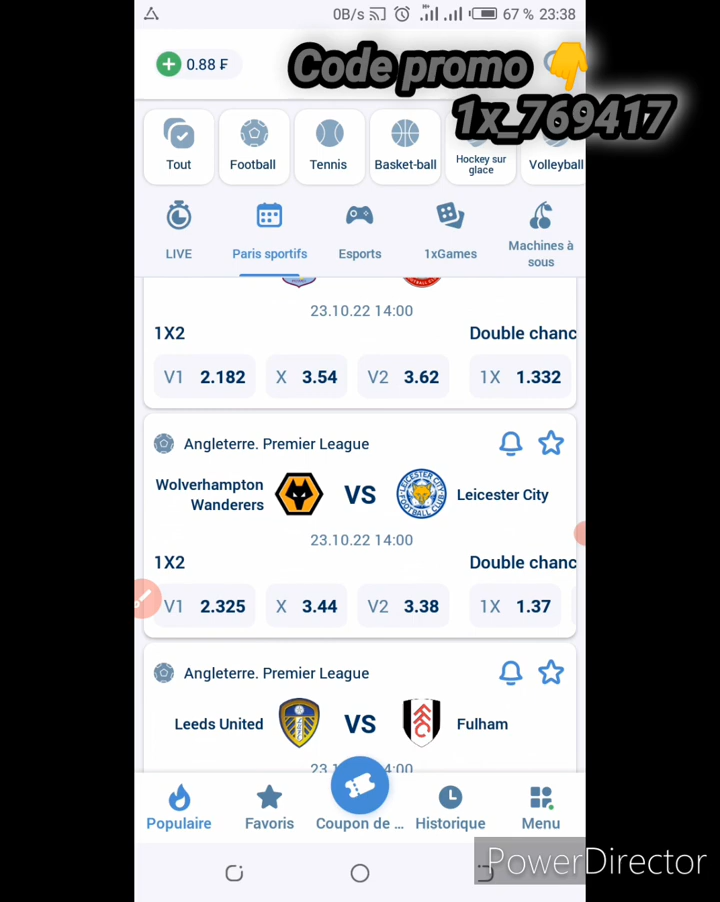 0B/s 67 % 23:38
0.88 ₣
Code promo
1x_769417
Tout
Football
Tennis
Basket-ball
Hockey sur
glace
Volleyball
LIVE
Paris sportifs
Esports
1xGames
Machines à
sous
23.10.22 14:00
1X2
Double chanc
V1 2.182
X 3.54
V2 3.62
1X 1.332
Angleterre. Premier League
Wolverhampton
Wanderers
VS
Leicester City
23.10.22 14:00
1X2
Double chanc
V1 2.325
X 3.44
V2 3.38
1X 1.37
Angleterre. Premier League
Leeds United
VS
Fulham
Populaire
Favoris
Coupon de ...
Historique
Menu
PowerDirector